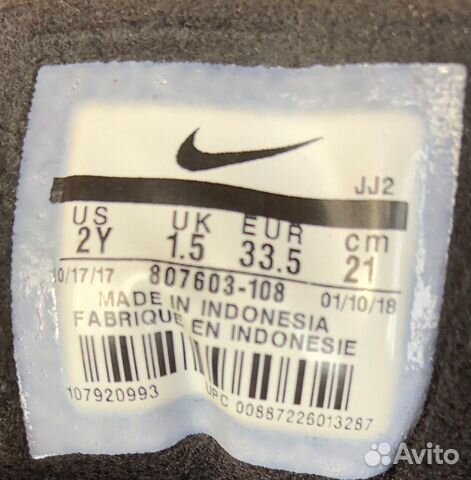 JJ2
US UK EUR cm
2Y 1.5 33.5 21
10/17/17 807603-108 01/10/18
MADE IN INDONESIA
FABRIQUE EN INDONESIE
107920993 UPC 00887226013287
Avito